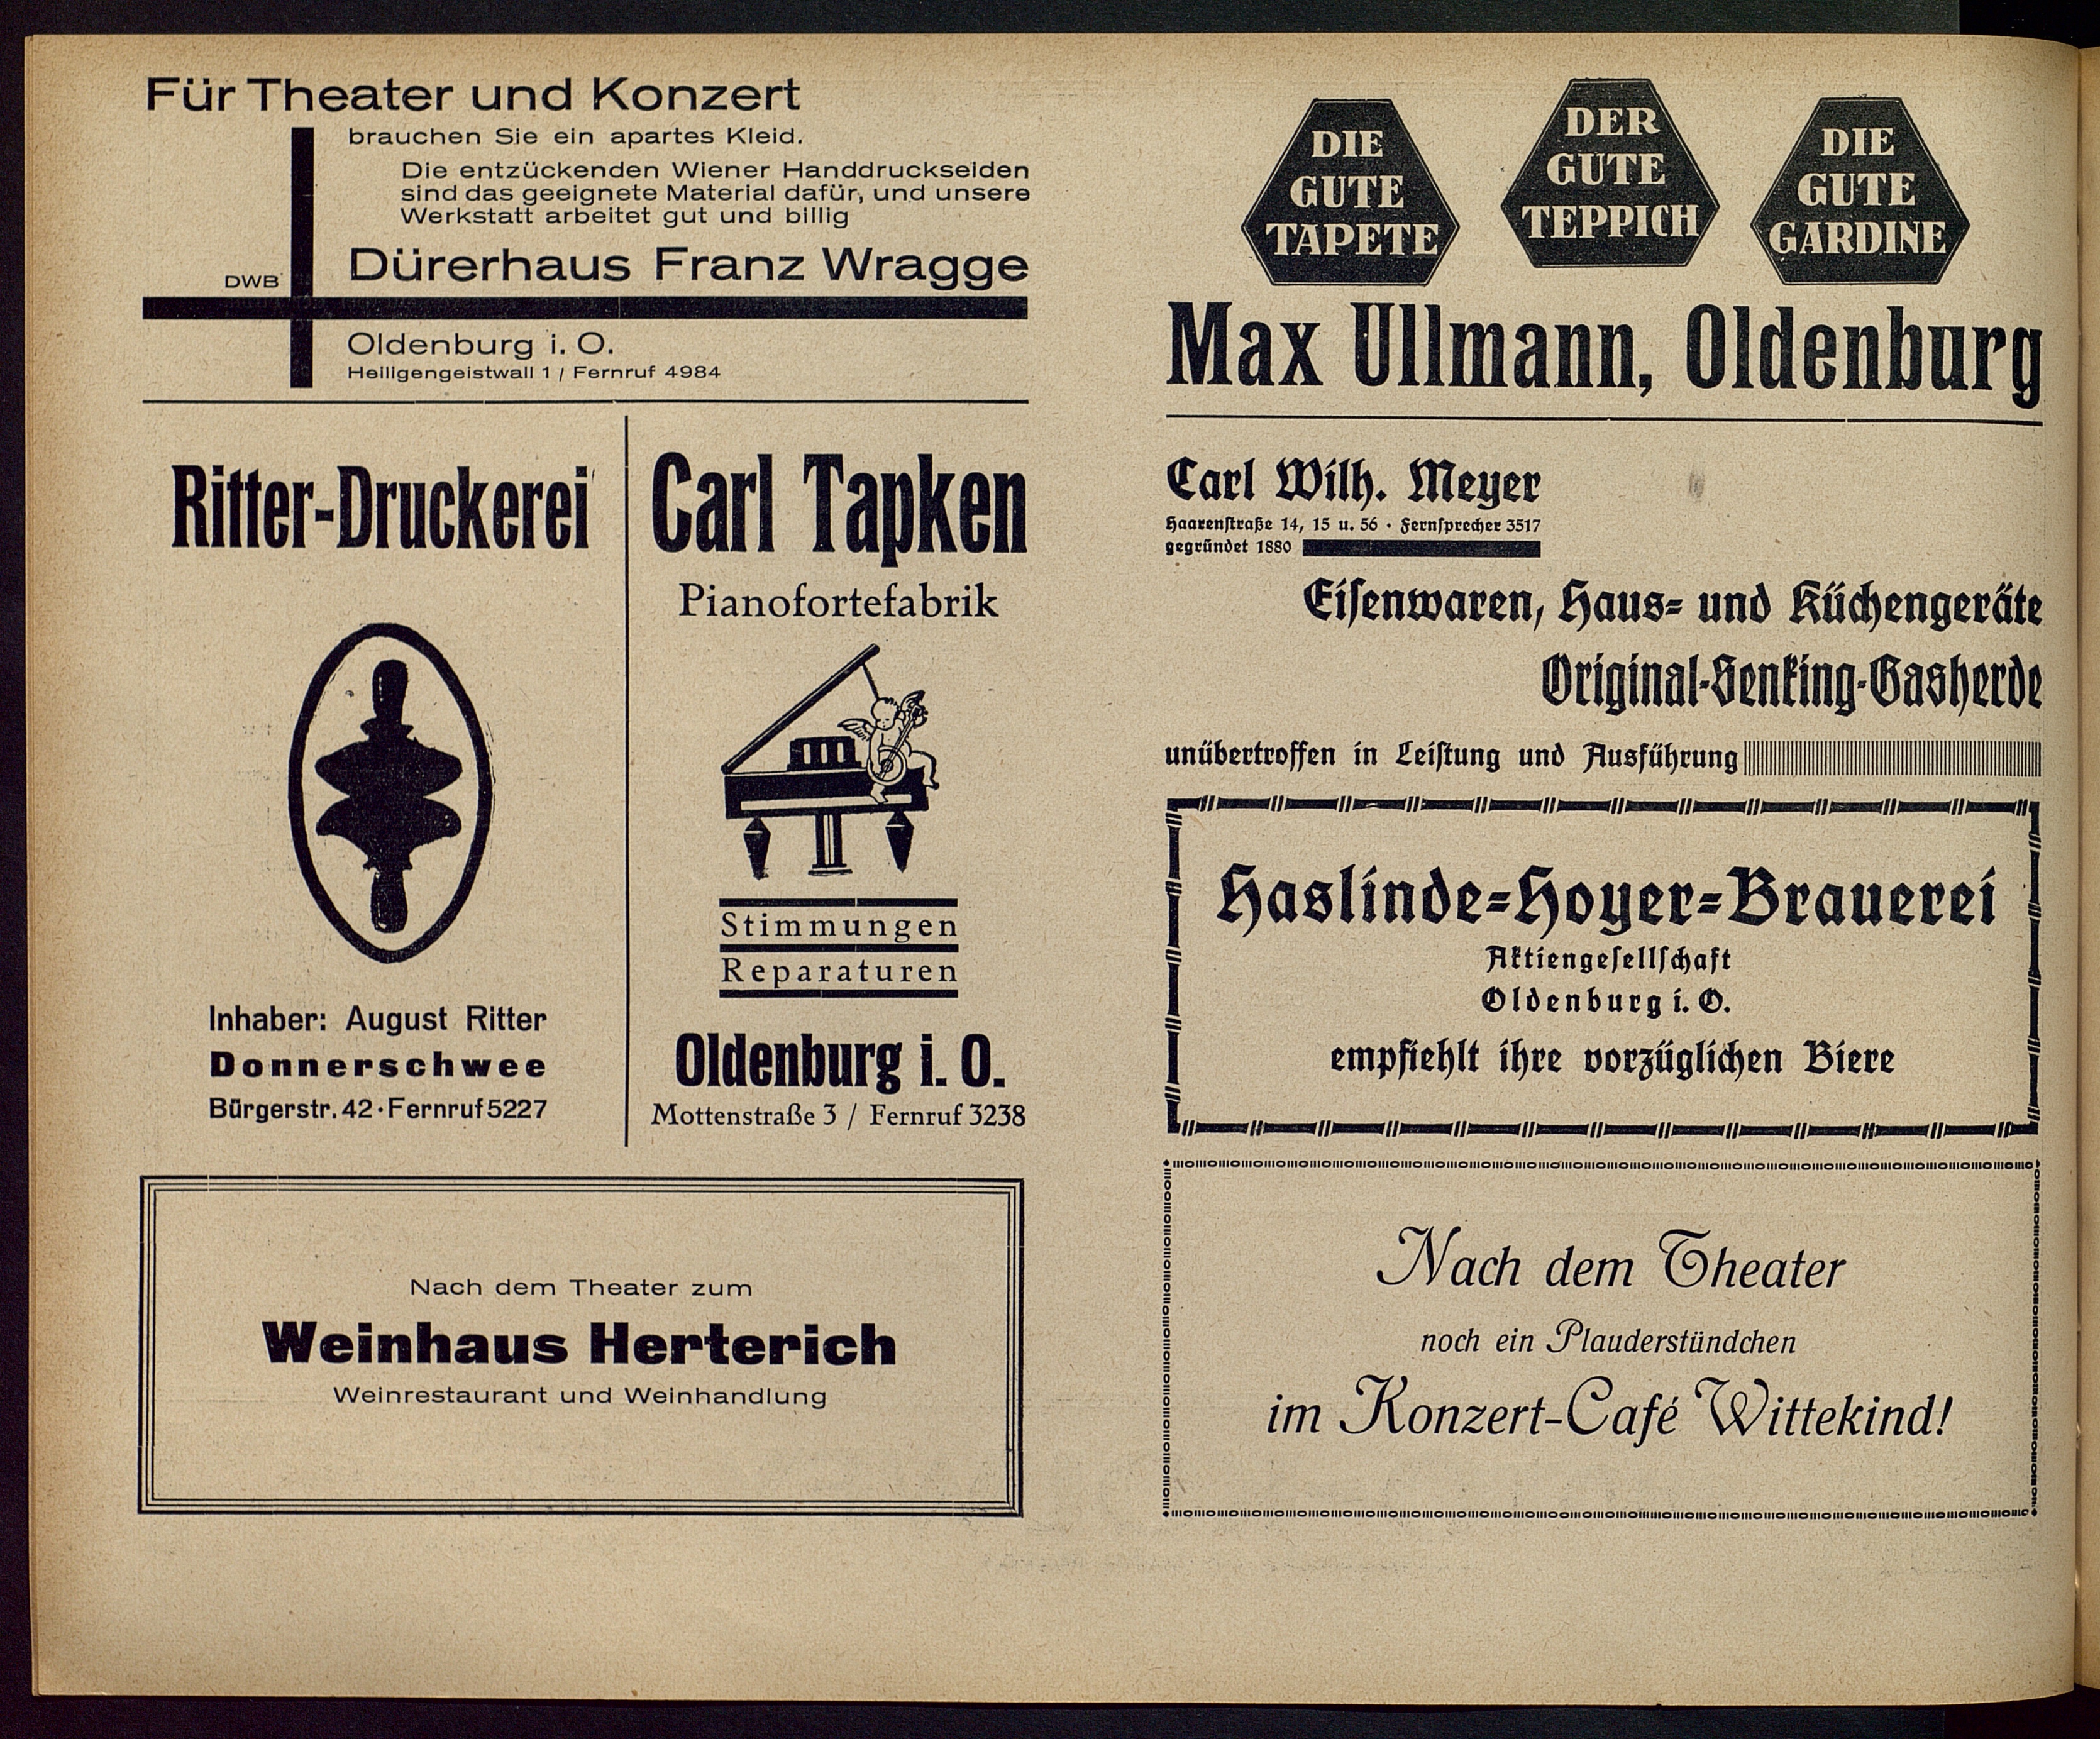 Für Theater und Konzert
brauchen Sie ein apartes Kleid.
Die entzückenden Wiener Handdruckseiden
sind das geeignete Material dafür, und unsere
Werkstatt arbeitet gut und billig
DWB
Dürerhaus Franz Wragge
Oldenburg i. O.
Heiligengeistwall 1 / Fernruf 4984
Ritter-Druckerei
Inhaber: August Ritter
Donnerschwee
Bürgerstr. 42 · Fernruf 5227
Carl Tapken
Pianofortefabrik
Stimmungen
Reparaturen
Oldenburg i. O.
Mottenstraße 3 / Fernruf 3238
Nach dem Theater zum
Weinhaus Herterich
Weinrestaurant und Weinhandlung
DIE
GUTE
TAPETE
DER
GUTE
TEPPICH
DIE
GUTE
GARDINE
Max Ullmann, Oldenburg
Carl Wilh. Meyer
Haarenſtraße 14, 15 u. 56 · Fernſprecher 3517
gegründet 1880
Eiſenwaren, Haus- und Küchengeräte
Original-Senking-Gasherde
unübertroffen in Leiſtung und Ausführung
Haslinde-Hoyer-Brauerei
Aktiengeſellſchaft
Oldenburg i. O.
empfiehlt ihre vorzüglichen Biere
Nach dem Theater
noch ein Plauderstündchen
im Konzert-Café Wittekind!